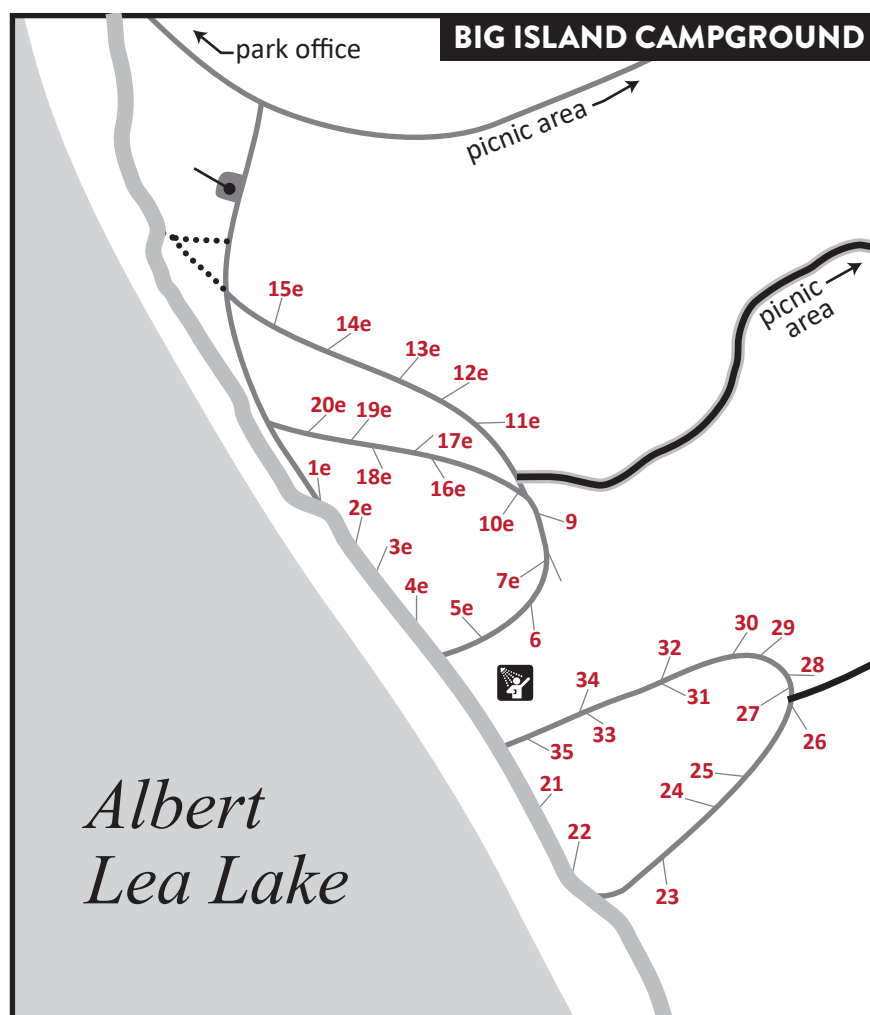 BIG ISLAND CAMPGROUND
park office
picnic area
picnic
area
15e
14e
13e
12e
11e
20e
19e
17e
18e
16e
1e
2e
10e
9
3e
7e
4e
5e
6
30
29
32
28
34
31
27
33
26
35
25
21
24
22
23
Albert
Lea Lake